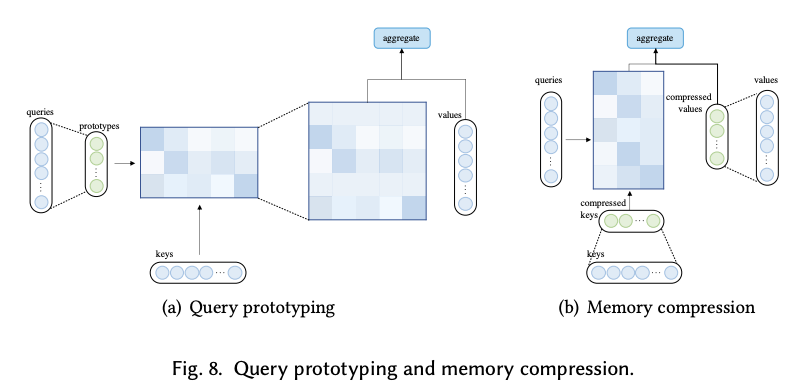 aggregate
queries
prototypes
values
keys
(a) Query prototyping
aggregate
queries
compressed
values
values
compressed
keys
keys
(b) Memory compression
Fig. 8. Query prototyping and memory compression.